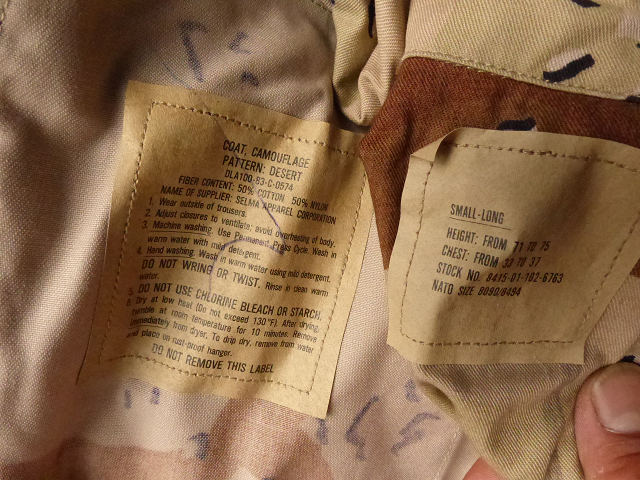 COAT, CAMOUFLAGE
PATTERN: DESERT
DLA100-83-C-0574
FIBER CONTENT: 50% COTTON 50% NYLON
NAME OF SUPPLIER: SELMA APPAREL CORPORATION
1. Wear outside of trousers.
2. Adjust closures to ventilate; avoid overheating of body.
3. Machine washing. Use Permanent Press Cycle. Wash in
warm water with mild detergent.
4. Hand washing. Wash in warm water using mild detergent.
DO NOT WRING OR TWIST. Rinse in clean warm
water.
5. DO NOT USE CHLORINE BLEACH OR STARCH.
6. Dry at low heat (Do not exceed 130°F). After drying,
tumble at room temperature for 10 minutes. Remove
immediately from dryer. To drip dry, remove from water
and place on rust-proof hanger.
DO NOT REMOVE THIS LABEL
SMALL-LONG
HEIGHT: FROM 71 TO 75
CHEST: FROM 33 TO 37
STOCK NO. 8415-01-102-6763
NATO SIZE 8090/8494